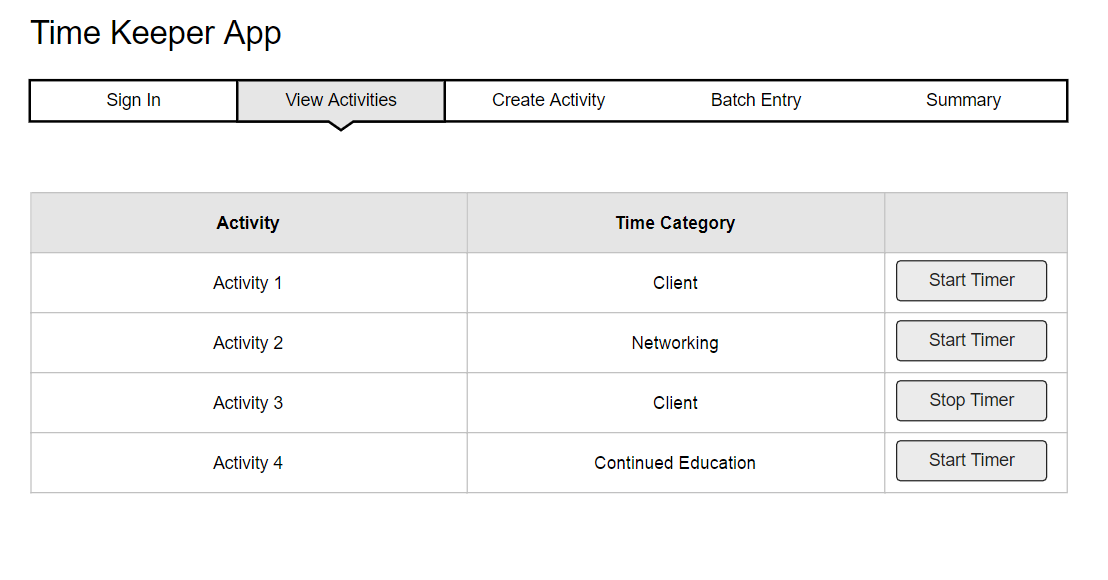 Time Keeper App
Sign In View Activities Create Activity Batch Entry Summary
Activity Time Category
Activity 1 Client Start Timer
Activity 2 Networking Start Timer
Activity 3 Client Stop Timer
Activity 4 Continued Education Start Timer